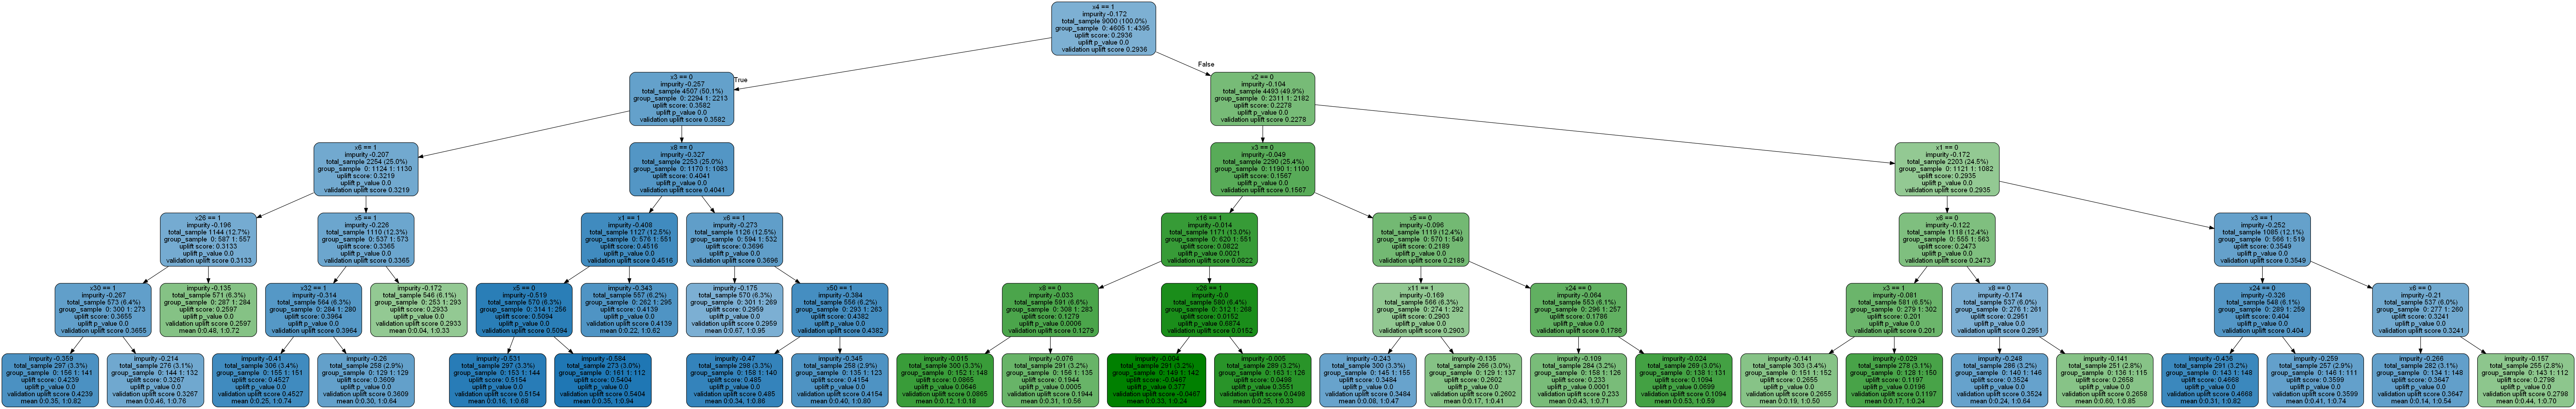 x4 == 1
impurity -0.172
total_sample 9000 (100.0%)
group_sample 0: 4605 1: 4395
uplift score: 0.2936
uplift p_value 0.0
validation uplift score 0.2936
True
False
x3 == 0
impurity -0.257
total_sample 4507 (50.1%)
group_sample 0: 2294 1: 2213
uplift score: 0.3582
uplift p_value 0.0
validation uplift score 0.3582
x2 == 0
impurity -0.104
total_sample 4493 (49.9%)
group_sample 0: 2311 1: 2182
uplift score: 0.2278
uplift p_value 0.0
validation uplift score 0.2278
x6 == 1
impurity -0.207
total_sample 2254 (25.0%)
group_sample 0: 1124 1: 1130
uplift score: 0.3219
uplift p_value 0.0
validation uplift score 0.3219
x8 == 0
impurity -0.327
total_sample 2253 (25.0%)
group_sample 0: 1170 1: 1083
uplift score: 0.4041
uplift p_value 0.0
validation uplift score 0.4041
x3 == 0
impurity -0.049
total_sample 2290 (25.4%)
group_sample 0: 1190 1: 1100
uplift score: 0.1567
uplift p_value 0.0
validation uplift score 0.1567
x1 == 0
impurity -0.172
total_sample 2203 (24.5%)
group_sample 0: 1121 1: 1082
uplift score: 0.2935
uplift p_value 0.0
validation uplift score 0.2935
x26 == 1
impurity -0.196
total_sample 1144 (12.7%)
group_sample 0: 587 1: 557
uplift score: 0.3133
uplift p_value 0.0
validation uplift score 0.3133
x5 == 1
impurity -0.226
total_sample 1110 (12.3%)
group_sample 0: 537 1: 573
uplift score: 0.3365
uplift p_value 0.0
validation uplift score 0.3365
x1 == 1
impurity -0.408
total_sample 1127 (12.5%)
group_sample 0: 576 1: 551
uplift score: 0.4516
uplift p_value 0.0
validation uplift score 0.4516
x6 == 1
impurity -0.273
total_sample 1126 (12.5%)
group_sample 0: 594 1: 532
uplift score: 0.3696
uplift p_value 0.0
validation uplift score 0.3696
x16 == 1
impurity -0.014
total_sample 1171 (13.0%)
group_sample 0: 620 1: 551
uplift score: 0.0822
uplift p_value 0.0021
validation uplift score 0.0822
x5 == 0
impurity -0.096
total_sample 1119 (12.4%)
group_sample 0: 570 1: 549
uplift score: 0.2189
uplift p_value 0.0
validation uplift score 0.2189
x6 == 0
impurity -0.122
total_sample 1118 (12.4%)
group_sample 0: 555 1: 563
uplift score: 0.2473
uplift p_value 0.0
validation uplift score 0.2473
x3 == 1
impurity -0.252
total_sample 1085 (12.1%)
group_sample 0: 566 1: 519
uplift score: 0.3549
uplift p_value 0.0
validation uplift score 0.3549
x30 == 1
impurity -0.267
total_sample 573 (6.4%)
group_sample 0: 300 1: 273
uplift score: 0.3655
uplift p_value 0.0
validation uplift score 0.3655
impurity -0.135
total_sample 571 (6.3%)
group_sample 0: 287 1: 284
uplift score: 0.2597
uplift p_value 0.0
validation uplift score 0.2597
mean 0:0.48, 1:0.72
x32 == 1
impurity -0.314
total_sample 564 (6.3%)
group_sample 0: 284 1: 280
uplift score: 0.3964
uplift p_value 0.0
validation uplift score 0.3964
impurity -0.172
total_sample 546 (6.1%)
group_sample 0: 253 1: 293
uplift score: 0.2933
uplift p_value 0.0
validation uplift score 0.2933
mean 0:0.04, 1:0.33
x5 == 0
impurity -0.519
total_sample 570 (6.3%)
group_sample 0: 314 1: 256
uplift score: 0.5094
uplift p_value 0.0
validation uplift score 0.5094
impurity -0.343
total_sample 557 (6.2%)
group_sample 0: 262 1: 295
uplift score: 0.4139
uplift p_value 0.0
validation uplift score 0.4139
mean 0:0.22, 1:0.62
impurity -0.175
total_sample 570 (6.3%)
group_sample 0: 301 1: 269
uplift score: 0.2959
uplift p_value 0.0
validation uplift score 0.2959
mean 0:0.67, 1:0.95
x50 == 1
impurity -0.384
total_sample 556 (6.2%)
group_sample 0: 293 1: 263
uplift score: 0.4382
uplift p_value 0.0
validation uplift score 0.4382
x8 == 0
impurity -0.033
total_sample 591 (6.6%)
group_sample 0: 308 1: 283
uplift score: 0.1279
uplift p_value 0.0006
validation uplift score 0.1279
x26 == 1
impurity -0.0
total_sample 580 (6.4%)
group_sample 0: 312 1: 268
uplift score: 0.0152
uplift p_value 0.6974
validation uplift score 0.0152
x11 == 1
impurity -0.169
total_sample 566 (6.3%)
group_sample 0: 274 1: 292
uplift score: 0.2903
uplift p_value 0.0
validation uplift score 0.2903
x24 == 0
impurity -0.064
total_sample 553 (6.1%)
group_sample 0: 296 1: 257
uplift score: 0.1786
uplift p_value 0.0
validation uplift score 0.1786
x3 == 1
impurity -0.081
total_sample 581 (6.5%)
group_sample 0: 279 1: 302
uplift score: 0.201
uplift p_value 0.0
validation uplift score 0.201
x8 == 0
impurity -0.174
total_sample 537 (6.0%)
group_sample 0: 276 1: 261
uplift score: 0.2951
uplift p_value 0.0
validation uplift score 0.2951
x24 == 0
impurity -0.326
total_sample 548 (6.1%)
group_sample 0: 289 1: 259
uplift score: 0.404
uplift p_value 0.0
validation uplift score 0.404
x6 == 0
impurity -0.21
total_sample 537 (6.0%)
group_sample 0: 277 1: 260
uplift score: 0.3241
uplift p_value 0.0
validation uplift score 0.3241
impurity -0.359
total_sample 297 (3.3%)
group_sample 0: 156 1: 141
uplift score: 0.4239
uplift p_value 0.0
validation uplift score 0.4239
mean 0:0.35, 1:0.82
impurity -0.214
total_sample 276 (3.1%)
group_sample 0: 144 1: 132
uplift score: 0.3267
uplift p_value 0.0
validation uplift score 0.3267
mean 0:0.46, 1:0.76
impurity -0.41
total_sample 306 (3.4%)
group_sample 0: 155 1: 151
uplift score: 0.4527
uplift p_value 0.0
validation uplift score 0.4527
mean 0:0.25, 1:0.74
impurity -0.26
total_sample 258 (2.9%)
group_sample 0: 129 1: 129
uplift score: 0.3609
uplift p_value 0.0
validation uplift score 0.3609
mean 0:0.30, 1:0.64
impurity -0.531
total_sample 297 (3.3%)
group_sample 0: 153 1: 144
uplift score: 0.5154
uplift p_value 0.0
validation uplift score 0.5154
mean 0:0.16, 1:0.68
impurity -0.584
total_sample 273 (3.0%)
group_sample 0: 161 1: 112
uplift score: 0.5404
uplift p_value 0.0
validation uplift score 0.5404
mean 0:0.35, 1:0.94
impurity -0.47
total_sample 298 (3.3%)
group_sample 0: 158 1: 140
uplift score: 0.485
uplift p_value 0.0
validation uplift score 0.485
mean 0:0.34, 1:0.86
impurity -0.345
total_sample 258 (2.9%)
group_sample 0: 135 1: 123
uplift score: 0.4154
uplift p_value 0.0
validation uplift score 0.4154
mean 0:0.40, 1:0.80
impurity -0.015
total_sample 300 (3.3%)
group_sample 0: 152 1: 148
uplift score: 0.0865
uplift p_value 0.0646
validation uplift score 0.0865
mean 0:0.12, 1:0.18
impurity -0.076
total_sample 291 (3.2%)
group_sample 0: 156 1: 135
uplift score: 0.1944
uplift p_value 0.0005
validation uplift score 0.1944
mean 0:0.31, 1:0.56
impurity -0.004
total_sample 291 (3.2%)
group_sample 0: 149 1: 142
uplift score: -0.0467
uplift p_value 0.377
validation uplift score -0.0467
mean 0:0.33, 1:0.24
impurity -0.005
total_sample 289 (3.2%)
group_sample 0: 163 1: 126
uplift score: 0.0498
uplift p_value 0.3551
validation uplift score 0.0498
mean 0:0.25, 1:0.33
impurity -0.243
total_sample 300 (3.3%)
group_sample 0: 145 1: 155
uplift score: 0.3484
uplift p_value 0.0
validation uplift score 0.3484
mean 0:0.08, 1:0.47
impurity -0.135
total_sample 266 (3.0%)
group_sample 0: 129 1: 137
uplift score: 0.2602
uplift p_value 0.0
validation uplift score 0.2602
mean 0:0.17, 1:0.41
impurity -0.109
total_sample 284 (3.2%)
group_sample 0: 158 1: 126
uplift score: 0.233
uplift p_value 0.0001
validation uplift score 0.233
mean 0:0.43, 1:0.71
impurity -0.024
total_sample 269 (3.0%)
group_sample 0: 138 1: 131
uplift score: 0.1094
uplift p_value 0.0699
validation uplift score 0.1094
mean 0:0.53, 1:0.59
impurity -0.141
total_sample 303 (3.4%)
group_sample 0: 151 1: 152
uplift score: 0.2655
uplift p_value 0.0
validation uplift score 0.2655
mean 0:0.19, 1:0.50
impurity -0.029
total_sample 278 (3.1%)
group_sample 0: 128 1: 150
uplift score: 0.1197
uplift p_value 0.0196
validation uplift score 0.1197
mean 0:0.17, 1:0.24
impurity -0.248
total_sample 286 (3.2%)
group_sample 0: 140 1: 146
uplift score: 0.3524
uplift p_value 0.0
validation uplift score 0.3524
mean 0:0.24, 1:0.64
impurity -0.141
total_sample 251 (2.8%)
group_sample 0: 136 1: 115
uplift score: 0.2658
uplift p_value 0.0
validation uplift score 0.2658
mean 0:0.60, 1:0.85
impurity -0.436
total_sample 291 (3.2%)
group_sample 0: 143 1: 148
uplift score: 0.4668
uplift p_value 0.0
validation uplift score 0.4668
mean 0:0.31, 1:0.82
impurity -0.259
total_sample 257 (2.9%)
group_sample 0: 146 1: 111
uplift score: 0.3599
uplift p_value 0.0
validation uplift score 0.3599
mean 0:0.41, 1:0.74
impurity -0.266
total_sample 282 (3.1%)
group_sample 0: 134 1: 148
uplift score: 0.3647
uplift p_value 0.0
validation uplift score 0.3647
mean 0:0.14, 1:0.54
impurity -0.157
total_sample 255 (2.8%)
group_sample 0: 143 1: 112
uplift score: 0.2798
uplift p_value 0.0
validation uplift score 0.2798
mean 0:0.44, 1:0.70